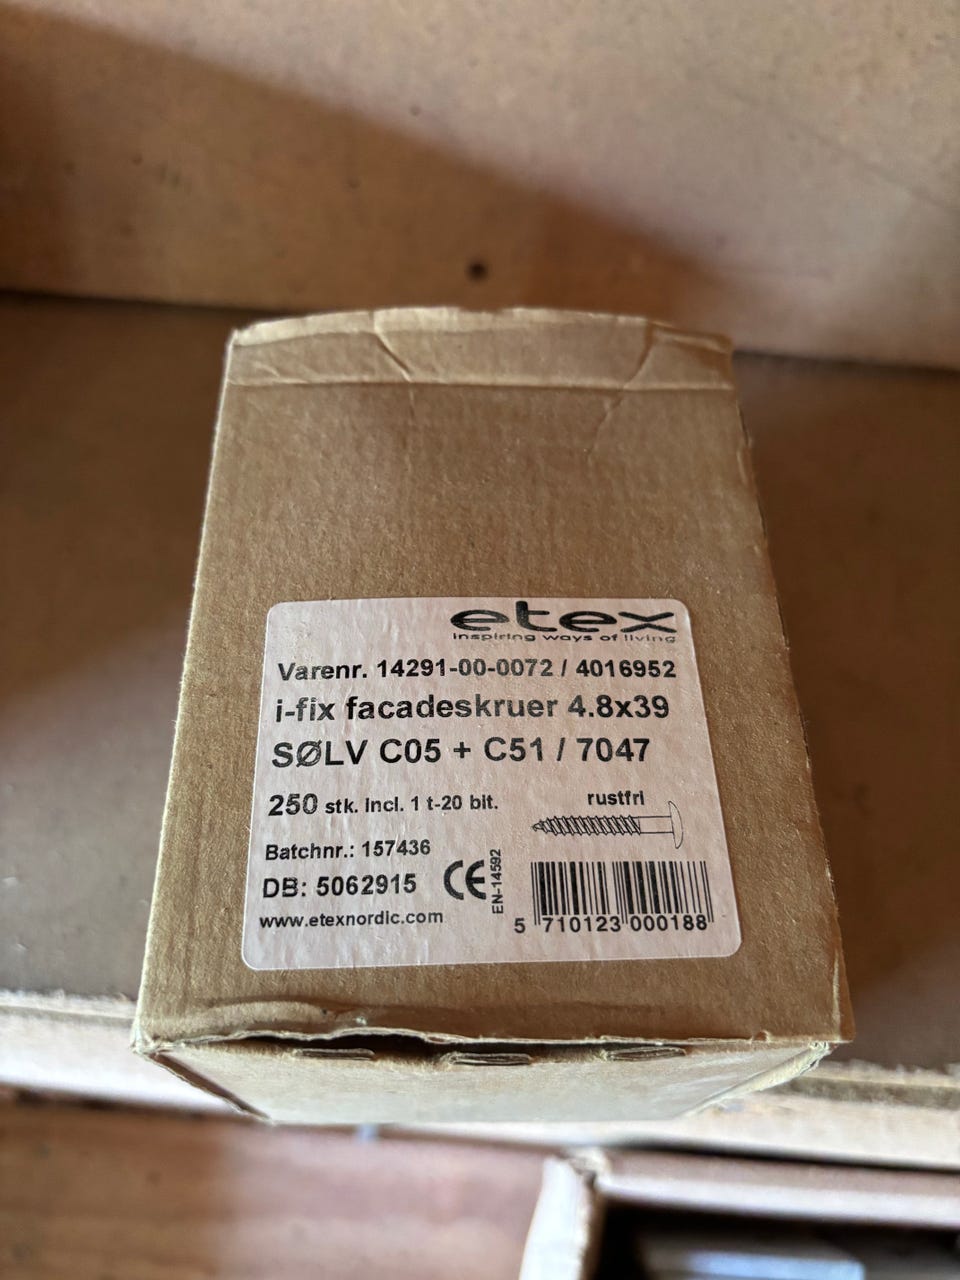 etex
inspiring ways of living
Varenr. 14291-00-0072 / 4016952
i-fix facadeskruer 4.8x39
SØLV C05 + C51 / 7047
250 stk. incl. 1 t-20 bit.
rustfri
Batchnr.: 157436
DB: 5062915
CE
EN-14592
www.etexnordic.com
5 710123 000188